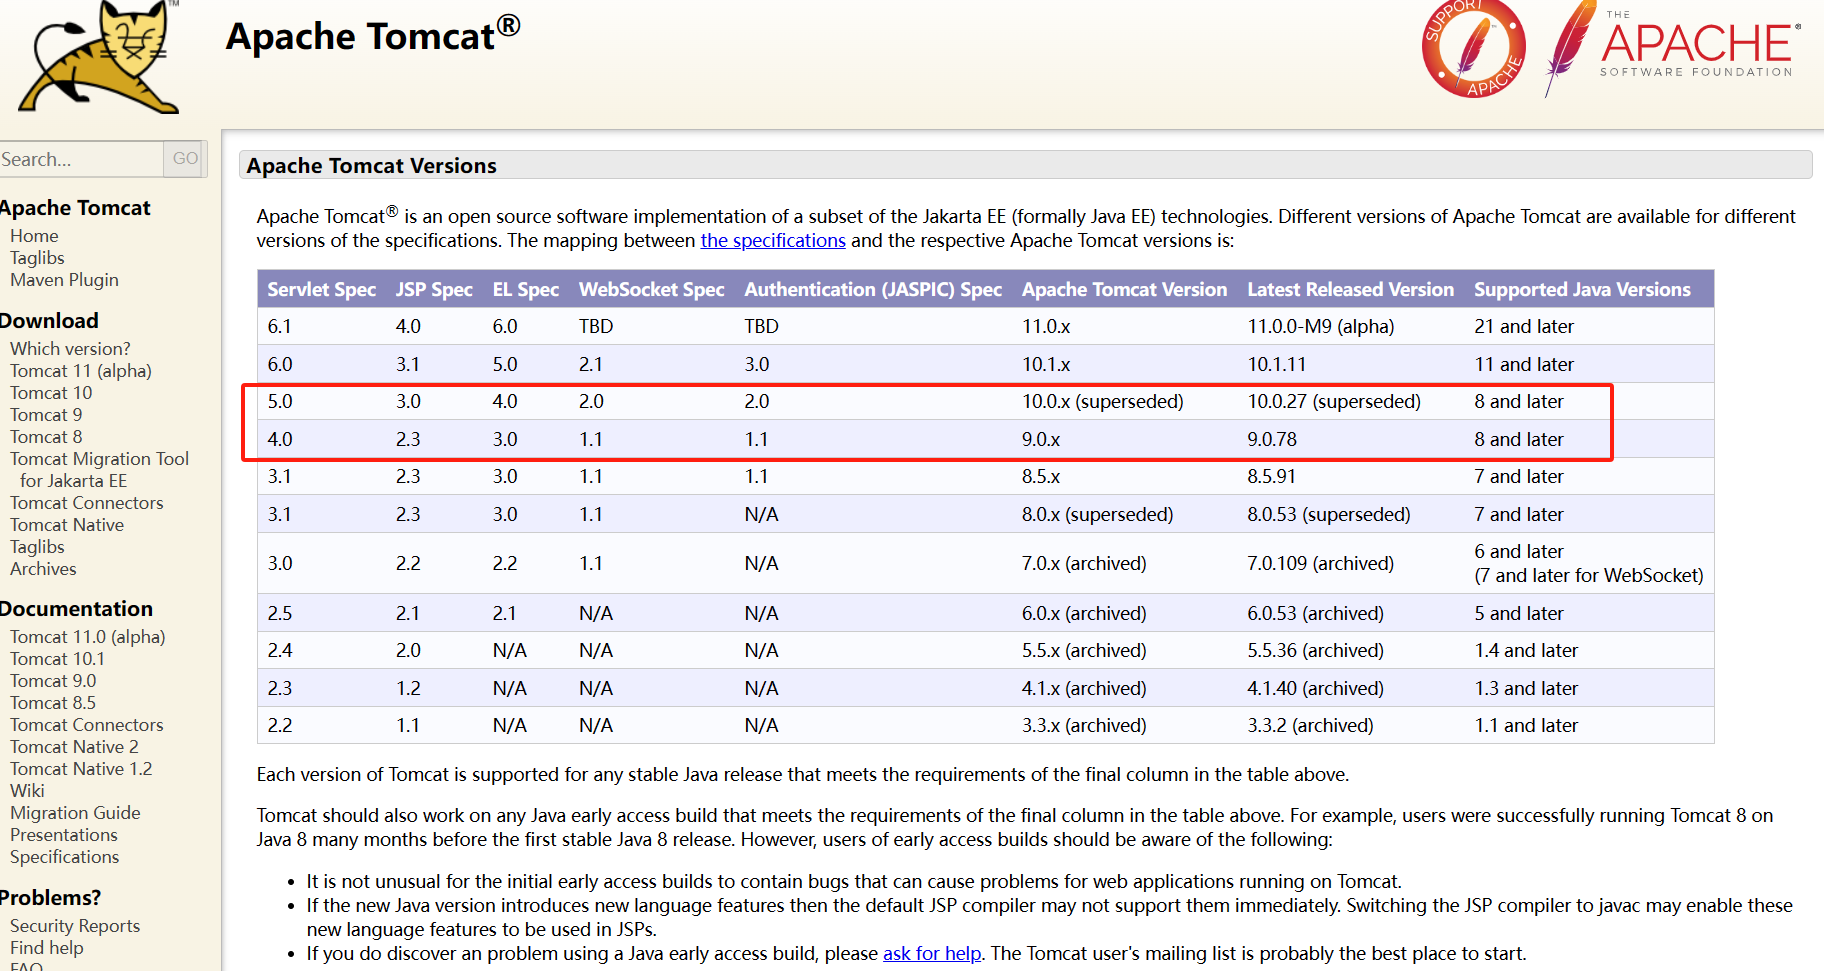 TM
Apache Tomcat®
SUPPORT APACHE
THE
APACHE®
SOFTWARE FOUNDATION
Search...
GO
Apache Tomcat
Home
Taglibs
Maven Plugin
Download
Which version?
Tomcat 11 (alpha)
Tomcat 10
Tomcat 9
Tomcat 8
Tomcat Migration Tool
for Jakarta EE
Tomcat Connectors
Tomcat Native
Taglibs
Archives
Documentation
Tomcat 11.0 (alpha)
Tomcat 10.1
Tomcat 9.0
Tomcat 8.5
Tomcat Connectors
Tomcat Native 2
Tomcat Native 1.2
Wiki
Migration Guide
Presentations
Specifications
Problems?
Security Reports
Find help
FAQ
Apache Tomcat Versions
Apache Tomcat® is an open source software implementation of a subset of the Jakarta EE (formally Java EE) technologies. Different versions of Apache Tomcat are available for different
versions of the specifications. The mapping between the specifications and the respective Apache Tomcat versions is:
Servlet Spec JSP Spec EL Spec WebSocket Spec Authentication (JASPIC) Spec Apache Tomcat Version Latest Released Version Supported Java Versions
6.1 4.0 6.0 TBD TBD 11.0.x 11.0.0-M9 (alpha) 21 and later
6.0 3.1 5.0 2.1 3.0 10.1.x 10.1.11 11 and later
5.0 3.0 4.0 2.0 2.0 10.0.x (superseded) 10.0.27 (superseded) 8 and later
4.0 2.3 3.0 1.1 1.1 9.0.x 9.0.78 8 and later
3.1 2.3 3.0 1.1 1.1 8.5.x 8.5.91 7 and later
3.1 2.3 3.0 1.1 N/A 8.0.x (superseded) 8.0.53 (superseded) 7 and later
3.0 2.2 2.2 1.1 N/A 7.0.x (archived) 7.0.109 (archived) 6 and later
(7 and later for WebSocket)
2.5 2.1 2.1 N/A N/A 6.0.x (archived) 6.0.53 (archived) 5 and later
2.4 2.0 N/A N/A N/A 5.5.x (archived) 5.5.36 (archived) 1.4 and later
2.3 1.2 N/A N/A N/A 4.1.x (archived) 4.1.40 (archived) 1.3 and later
2.2 1.1 N/A N/A N/A 3.3.x (archived) 3.3.2 (archived) 1.1 and later
Each version of Tomcat is supported for any stable Java release that meets the requirements of the final column in the table above.
Tomcat should also work on any Java early access build that meets the requirements of the final column in the table above. For example, users were successfully running Tomcat 8 on
Java 8 many months before the first stable Java 8 release. However, users of early access builds should be aware of the following:
• It is not unusual for the initial early access builds to contain bugs that can cause problems for web applications running on Tomcat.
• If the new Java version introduces new language features then the default JSP compiler may not support them immediately. Switching the JSP compiler to javac may enable these
new language features to be used in JSPs.
• If you do discover an problem using a Java early access build, please ask for help. The Tomcat user's mailing list is probably the best place to start.